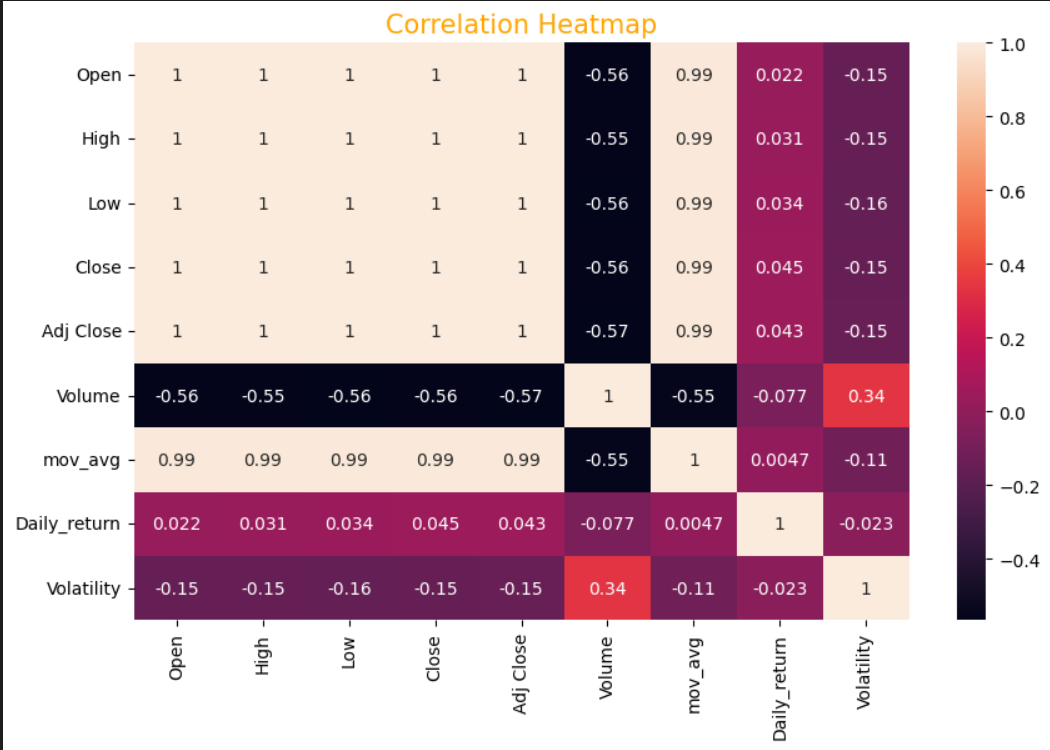 Correlation Heatmap
Open 1 1 1 1 1 -0.56 0.99 0.022 -0.15
High 1 1 1 1 1 -0.55 0.99 0.031 -0.15
Low 1 1 1 1 1 -0.56 0.99 0.034 -0.16
Close 1 1 1 1 1 -0.56 0.99 0.045 -0.15
Adj Close 1 1 1 1 1 -0.57 0.99 0.043 -0.15
Volume -0.56 -0.55 -0.56 -0.56 -0.57 1 -0.55 -0.077 0.34
mov_avg 0.99 0.99 0.99 0.99 0.99 -0.55 1 0.0047 -0.11
Daily_return 0.022 0.031 0.034 0.045 0.043 -0.077 0.0047 1 -0.023
Volatility -0.15 -0.15 -0.16 -0.15 -0.15 0.34 -0.11 -0.023 1
Open High Low Close Adj Close Volume mov_avg Daily_return Volatility
1.0
0.8
0.6
0.4
0.2
0.0
−0.2
−0.4